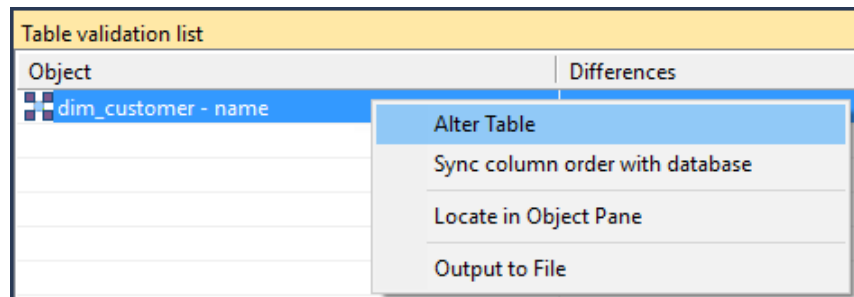 Table validation list
Object Differences
dim_customer - name
Alter Table
Sync column order with database
Locate in Object Pane
Output to File